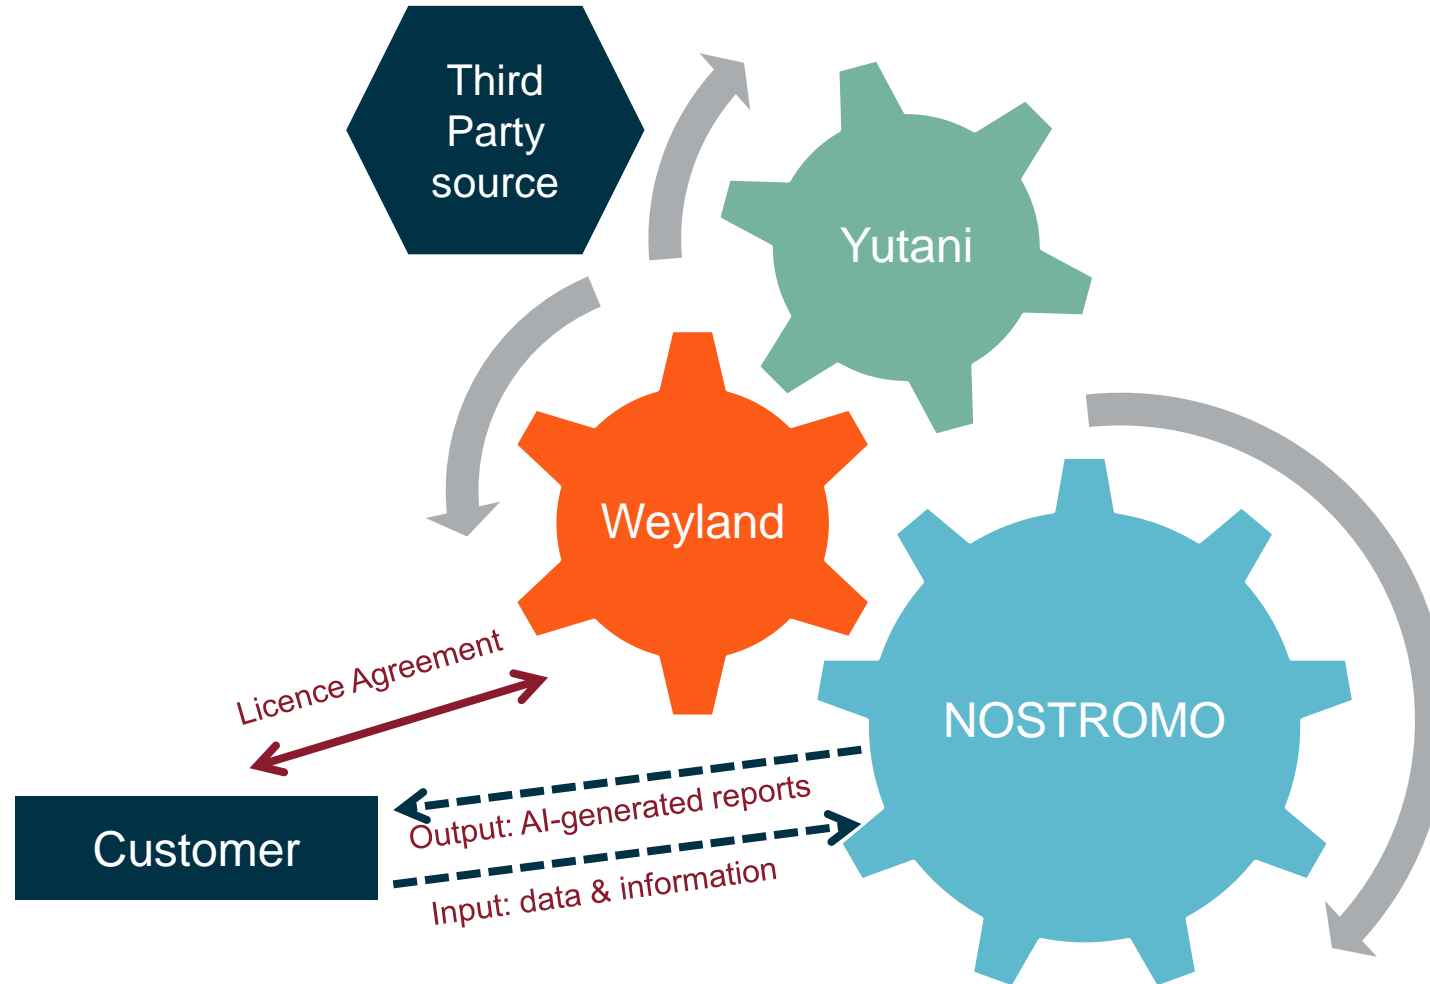 Third
Party
source
Yutani
Weyland
Licence Agreement
NOSTROMO
Output: AI-generated reports
Customer
Input: data & information